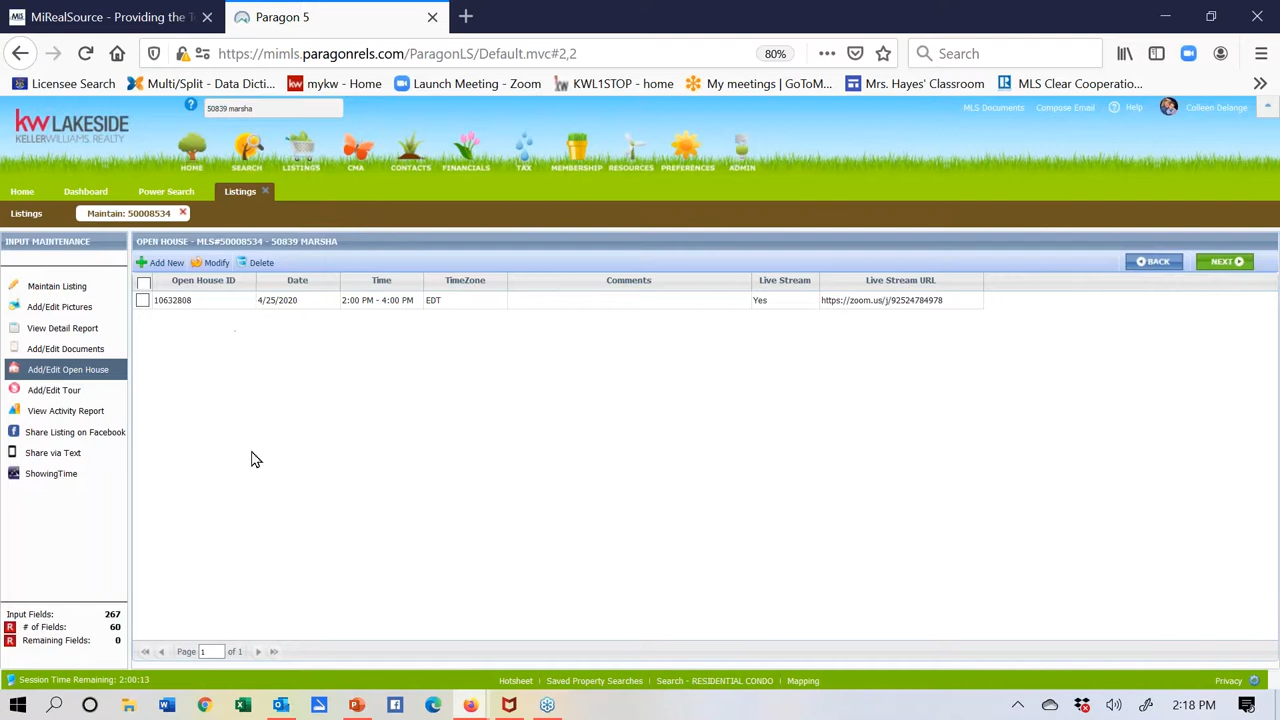 MiRealSource - Providing the T
Paragon 5
https://mimls.paragonrels.com/ParagonLS/Default.mvc#2,2
80%
Search
Licensee Search
Multi/Split - Data Dicti...
mykw - Home
Launch Meeting - Zoom
KWL1STOP - home
My meetings | GoToM...
Mrs. Hayes' Classroom
MLS Clear Cooperatio...
50839 marsha
MLS Documents
Compose Email
Help
Colleen Delange
kw LAKESIDE
KELLERWILLIAMS. REALTY
HOME
SEARCH
LISTINGS
CMA
CONTACTS
FINANCIALS
TAX
MEMBERSHIP
RESOURCES
PREFERENCES
ADMIN
Home
Dashboard
Power Search
Listings
Listings
Maintain: 50008534
INPUT MAINTENANCE
OPEN HOUSE - MLS#50008534 - 50839 MARSHA
Add New
Modify
Delete
BACK
NEXT
Open House ID
Date
Time
TimeZone
Comments
Live Stream
Live Stream URL
10632808
4/25/2020
2:00 PM - 4:00 PM
EDT
Yes
https://zoom.us/j/92524784978
Maintain Listing
Add/Edit Pictures
View Detail Report
Add/Edit Documents
Add/Edit Open House
Add/Edit Tour
View Activity Report
Share Listing on Facebook
Share via Text
ShowingTime
Input Fields: 267
R # of Fields: 60
R Remaining Fields: 0
Page 1 of 1
Session Time Remaining: 2:00:13
Hotsheet
Saved Property Searches
Search - RESIDENTIAL CONDO
Mapping
Privacy
2:18 PM